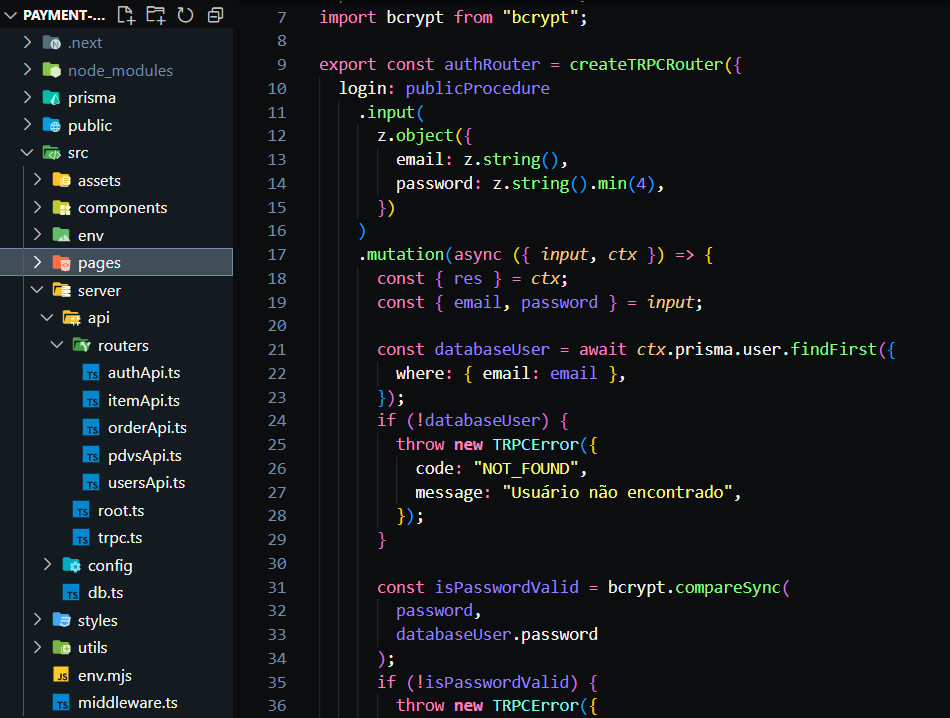 PAYMENT-...
.next
node_modules
prisma
public
src
assets
components
env
pages
server
api
routers
TS authApi.ts
TS itemApi.ts
TS orderApi.ts
TS pdvsApi.ts
TS usersApi.ts
TS root.ts
TS trpc.ts
config
TS db.ts
styles
utils
JS env.mjs
TS middleware.ts
7 import bcrypt from "bcrypt";
8
9 export const authRouter = createTRPCRouter({
10 login: publicProcedure
11 .input(
12 z.object({
13 email: z.string(),
14 password: z.string().min(4),
15 })
16 )
17 .mutation(async ({ input, ctx }) => {
18 const { res } = ctx;
19 const { email, password } = input;
20
21 const databaseUser = await ctx.prisma.user.findFirst({
22 where: { email: email },
23 });
24 if (!databaseUser) {
25 throw new TRPCError({
26 code: "NOT_FOUND",
27 message: "Usuário não encontrado",
28 });
29 }
30
31 const isPasswordValid = bcrypt.compareSync(
32 password,
33 databaseUser.password
34 );
35 if (!isPasswordValid) {
36 throw new TRPCError({